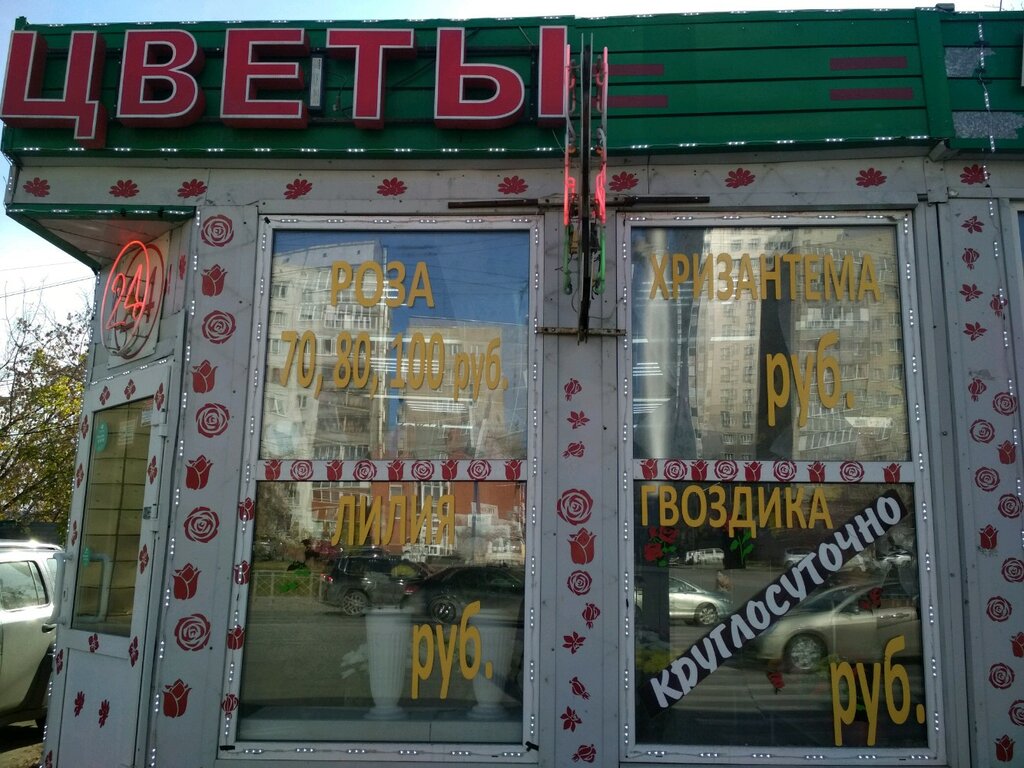 ЦВЕТЫ
24
РОЗА
70, 80, 100 руб.
ХРИЗАНТЕМА
руб.
ЛИЛИЯ
руб.
ГВОЗДИКА
КРУГЛОСУТОЧНО
руб.